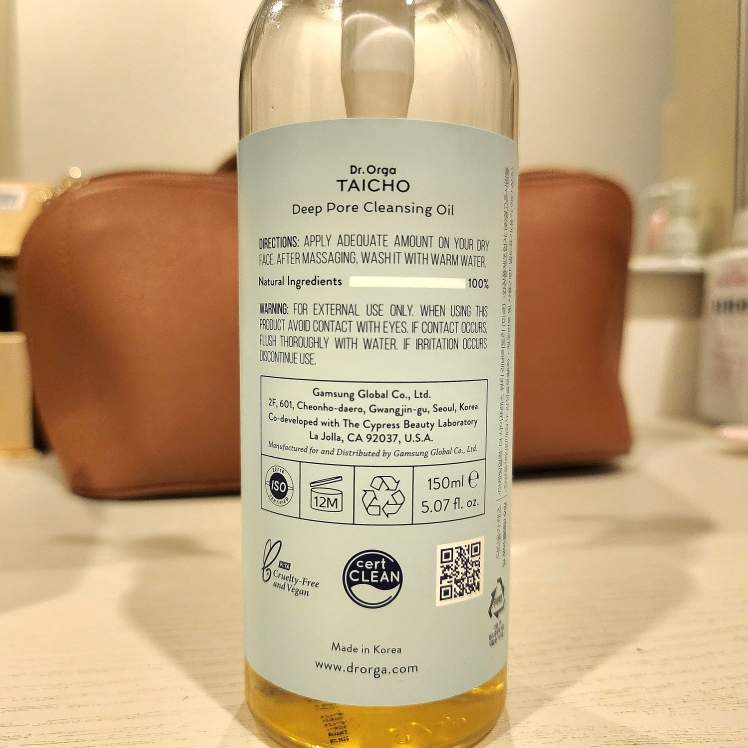 Dr.Orga
TAICHO
Deep Pore Cleansing Oil
DIRECTIONS: APPLY ADEQUATE AMOUNT ON YOUR DRY
FACE. AFTER MASSAGING, WASH IT WITH WARM WATER.
Natural Ingredients 100%
WARNING: FOR EXTERNAL USE ONLY. WHEN USING THIS
PRODUCT AVOID CONTACT WITH EYES. IF CONTACT OCCURS,
FLUSH THOROUGHLY WITH WATER. IF IRRITATION OCCURS
DISCONTINUE USE.
Gamsung Global Co., Ltd.
2F, 601, Cheonho-daero, Gwangjin-gu, Seoul, Korea
Co-developed with The Cypress Beauty Laboratory
La Jolla, CA 92037, U.S.A.
Manufactured for and Distributed by Gamsung Global Co., Ltd.
ISO
12M
150ml e
5.07 fl. oz.
Cruelty-Free
and Vegan
cert
CLEAN
Made in Korea
www.drorga.com